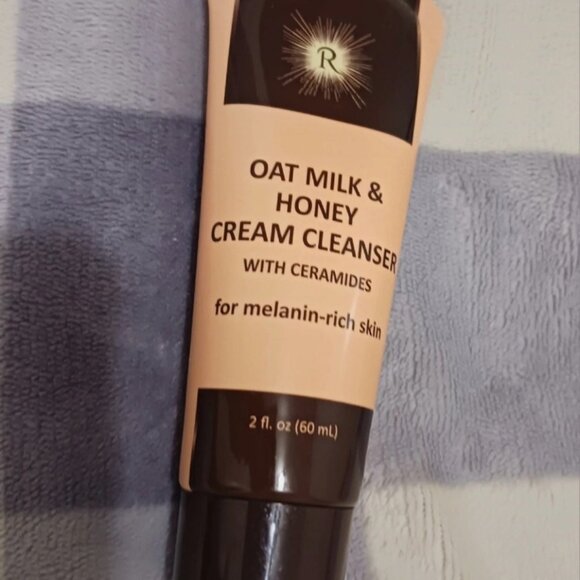 R
OAT MILK &
HONEY
CREAM CLEANSER
WITH CERAMIDES
for melanin-rich skin
2 fl. oz (60 mL)